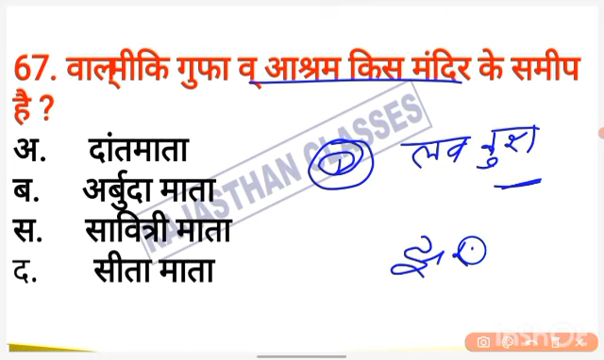 67. वाल्मीकि गुफा व् आश्रम किस मंदिर के समीप
है ?
अ. दांतमाता
ब. अर्बुदा माता
स. सावित्री माता
द. सीता माता
RAJASTHAN CLASSES
D
लव कुश